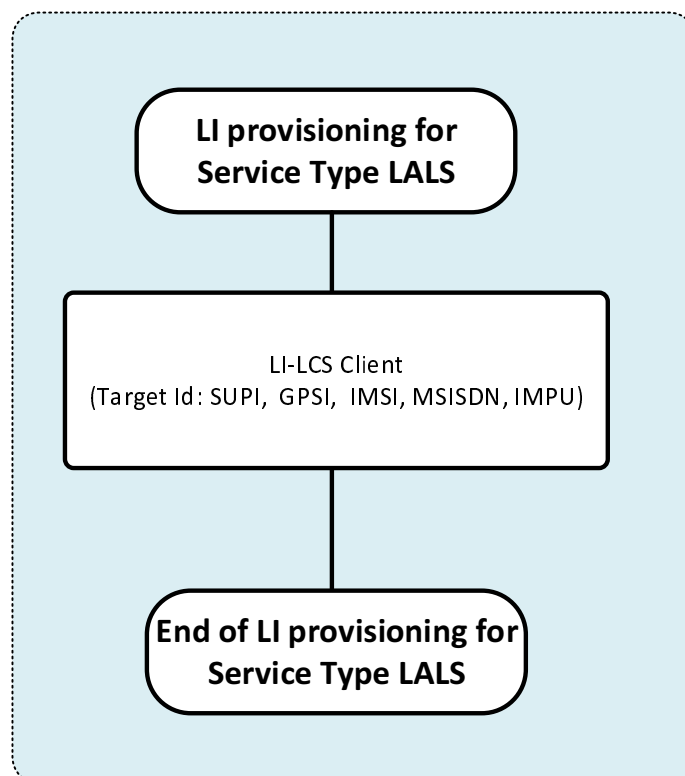 LI provisioning for
Service Type LALS
LI-LCS Client
(Target Id: SUPI, GPSI, IMSI, MSISDN, IMPU)
End of LI provisioning for
Service Type LALS